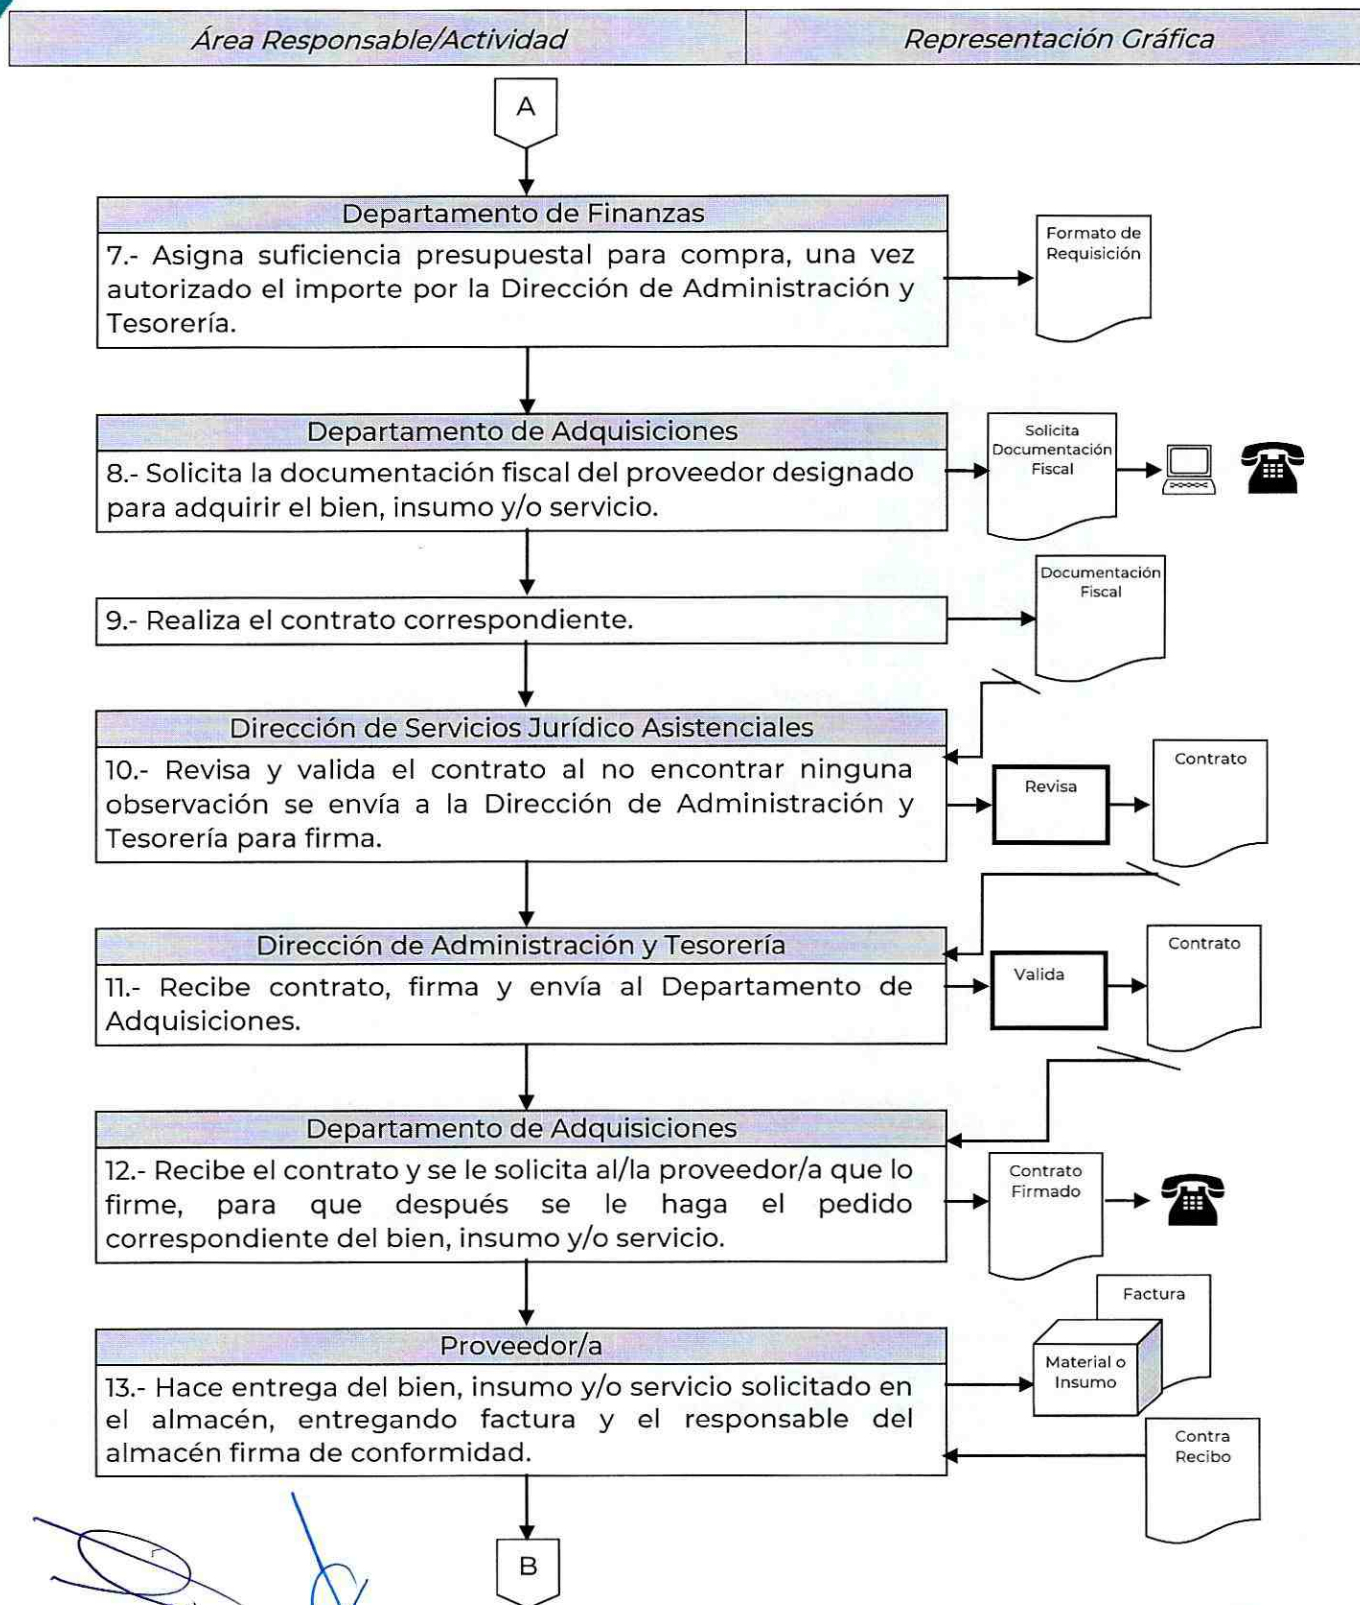 Área Responsable/Actividad
Representación Gráfica
A
Departamento de Finanzas
7.- Asigna suficiencia presupuestal para compra, una vez
autorizado el importe por la Dirección de Administración y
Tesorería.
Formato de
Requisición
Departamento de Adquisiciones
8.- Solicita la documentación fiscal del proveedor designado
para adquirir el bien, insumo y/o servicio.
Solicita
Documentación
Fiscal
9.- Realiza el contrato correspondiente.
Documentación
Fiscal
Dirección de Servicios Jurídico Asistenciales
10.- Revisa y valida el contrato al no encontrar ninguna
observación se envía a la Dirección de Administración y
Tesorería para firma.
Revisa
Contrato
Dirección de Administración y Tesorería
11.- Recibe contrato, firma y envía al Departamento de
Adquisiciones.
Valida
Contrato
Departamento de Adquisiciones
12.- Recibe el contrato y se le solicita al/la proveedor/a que lo
firme, para que después se le haga el pedido
correspondiente del bien, insumo y/o servicio.
Contrato
Firmado
Proveedor/a
13.- Hace entrega del bien, insumo y/o servicio solicitado en
el almacén, entregando factura y el responsable del
almacén firma de conformidad.
Factura
Material o
Insumo
Contra
Recibo
B